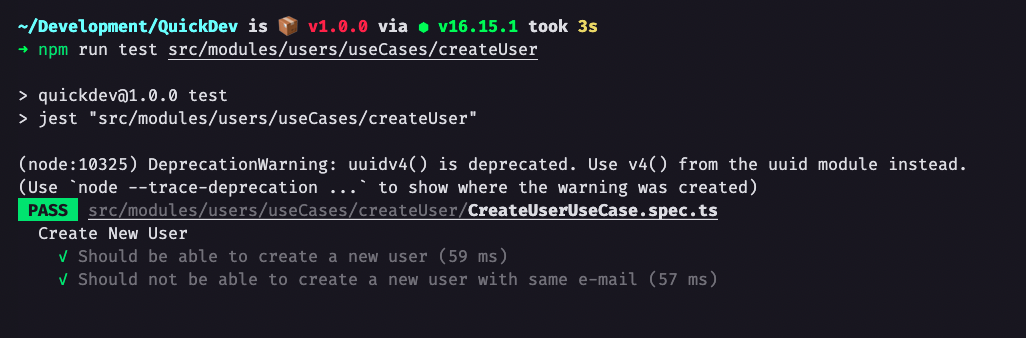 ~/Development/QuickDev is 📦 v1.0.0 via ⬢ v16.15.1 took 3s
➜ npm run test src/modules/users/useCases/createUser
> quickdev@1.0.0 test
> jest "src/modules/users/useCases/createUser"
(node:10325) DeprecationWarning: uuidv4() is deprecated. Use v4() from the uuid module instead.
(Use `node --trace-deprecation ...` to show where the warning was created)
PASS src/modules/users/useCases/createUser/CreateUserUseCase.spec.ts
Create New User
√ Should be able to create a new user (59 ms)
√ Should not be able to create a new user with same e-mail (57 ms)